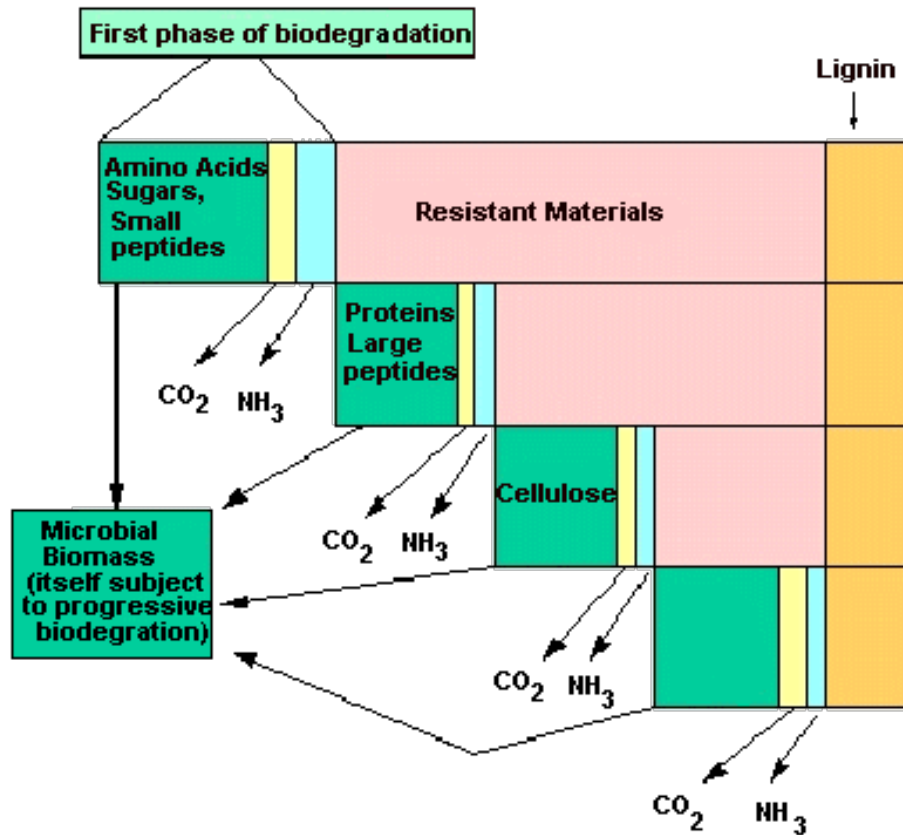 First phase of biodegradation
Lignin
Amino Acids
Sugars,
Small
peptides
Resistant Materials
Proteins
Large
peptides
CO2
NH3
Cellulose
CO2
NH3
Microbial
Biomass
(itself subject
to progressive
biodegration)
CO2
NH3
CO2
NH3